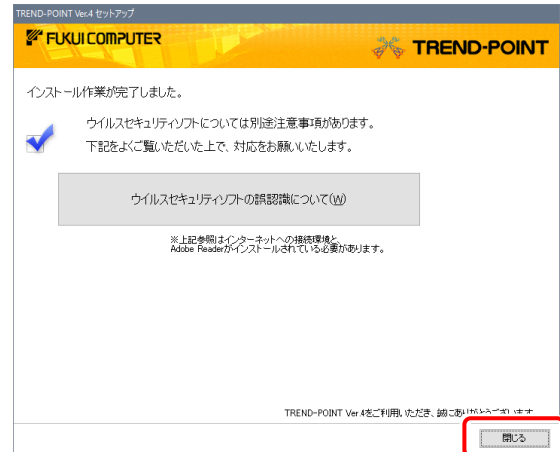 TREND-POINT Ver.4 セットアップ
FUKUI COMPUTER
TREND-POINT
インストール作業が完了しました。
ウイルスセキュリティソフトについては別途注意事項があります。
下記をよくご覧いただいた上で、対応をお願いいたします。
ウイルスセキュリティソフトの誤認識について(W)
※上記参照はインターネットへの接続環境と、
Adobe Readerがインストールされている必要があります。
TREND-POINT Ver.4をご利用いただき、誠にありがとうございます
閉じる